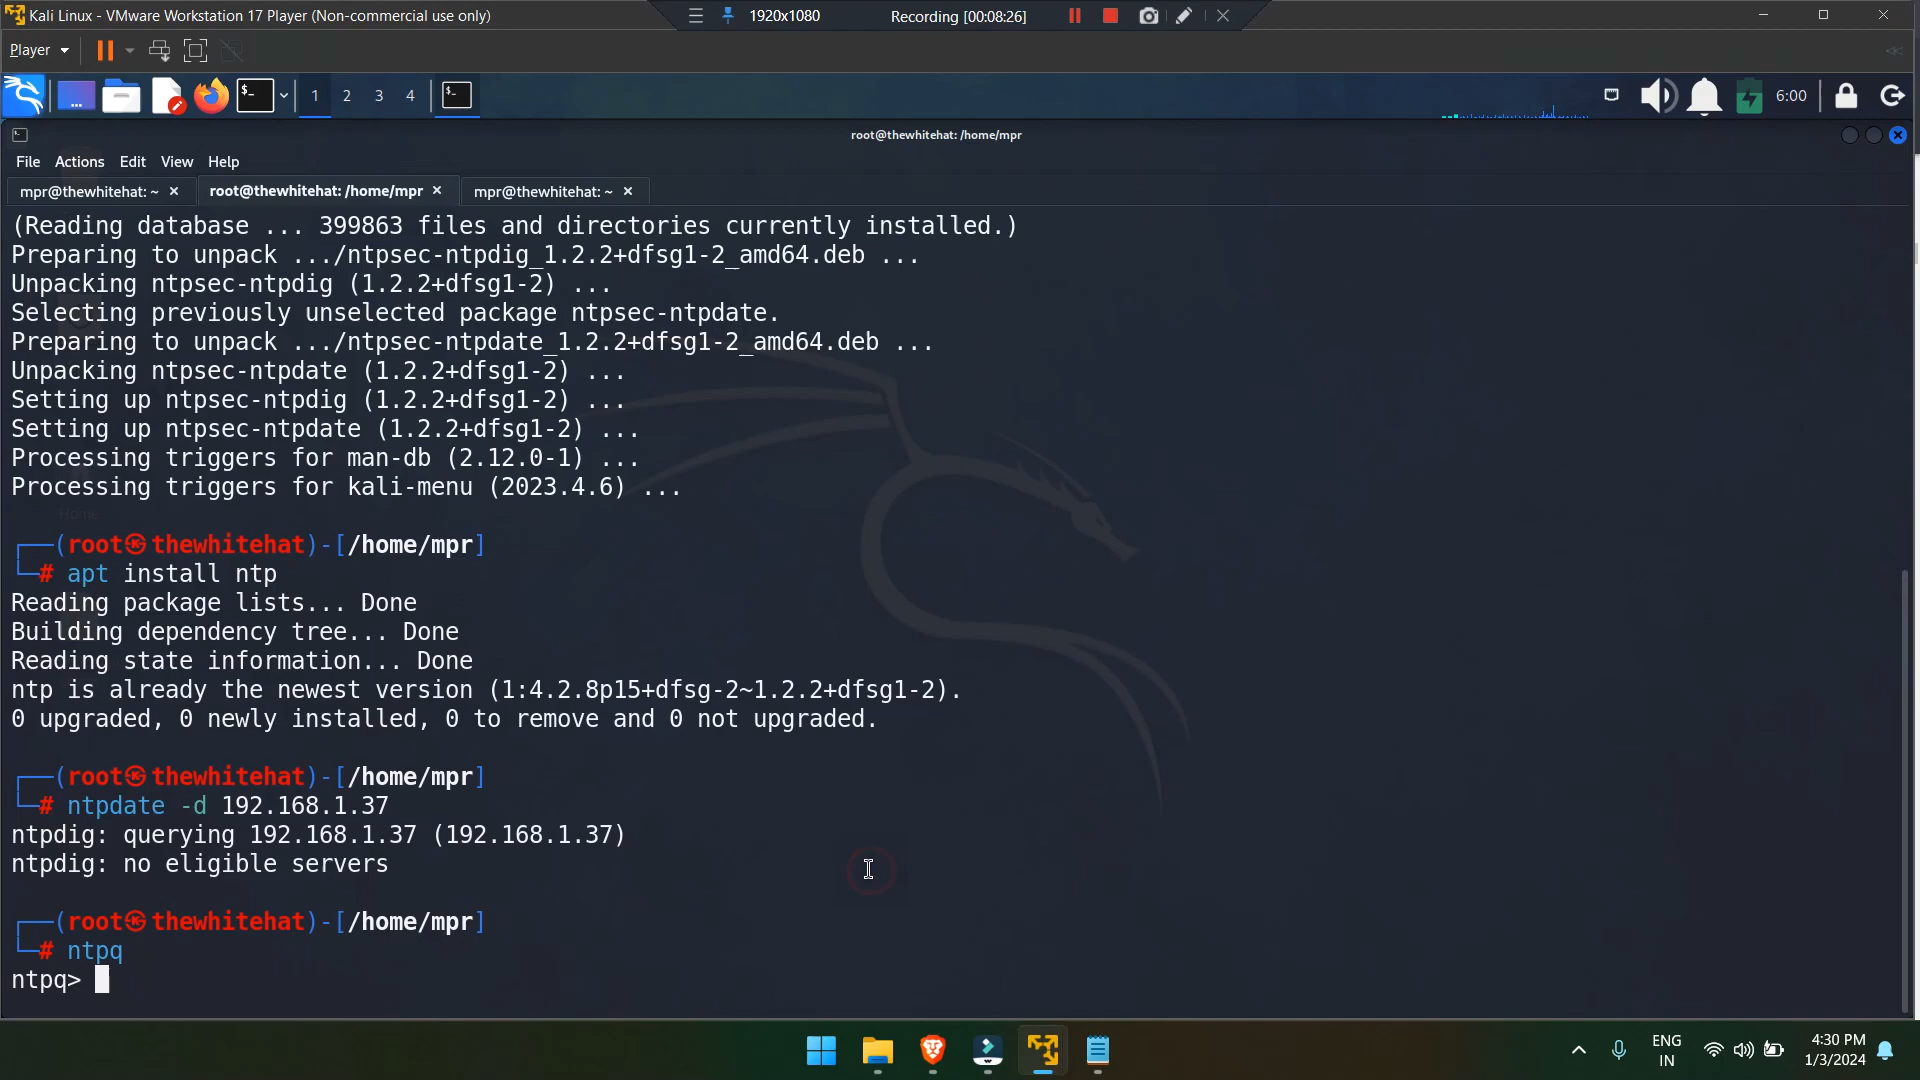 Kali Linux - VMware Workstation 17 Player (Non-commercial use only)
1920x1080
Recording [00:08:26]
Player
1 2 3 4
6:00
root@thewhitehat: /home/mpr
File Actions Edit View Help
mpr@thewhitehat: ~
root@thewhitehat: /home/mpr
mpr@thewhitehat: ~
(Reading database ... 399863 files and directories currently installed.)
Preparing to unpack .../ntpsec-ntpdig_1.2.2+dfsg1-2_amd64.deb ...
Unpacking ntpsec-ntpdig (1.2.2+dfsg1-2) ...
Selecting previously unselected package ntpsec-ntpdate.
Preparing to unpack .../ntpsec-ntpdate_1.2.2+dfsg1-2_amd64.deb ...
Unpacking ntpsec-ntpdate (1.2.2+dfsg1-2) ...
Setting up ntpsec-ntpdig (1.2.2+dfsg1-2) ...
Setting up ntpsec-ntpdate (1.2.2+dfsg1-2) ...
Processing triggers for man-db (2.12.0-1) ...
Processing triggers for kali-menu (2023.4.6) ...
Home
┌──(root㉿thewhitehat)-[/home/mpr]
└─# apt install ntp
Reading package lists... Done
Building dependency tree... Done
Reading state information... Done
ntp is already the newest version (1:4.2.8p15+dfsg-2~1.2.2+dfsg1-2).
0 upgraded, 0 newly installed, 0 to remove and 0 not upgraded.
┌──(root㉿thewhitehat)-[/home/mpr]
└─# ntpdate -d 192.168.1.37
ntpdig: querying 192.168.1.37 (192.168.1.37)
ntpdig: no eligible servers
┌──(root㉿thewhitehat)-[/home/mpr]
└─# ntpq
ntpq>
ENG
IN
4:30 PM
1/3/2024